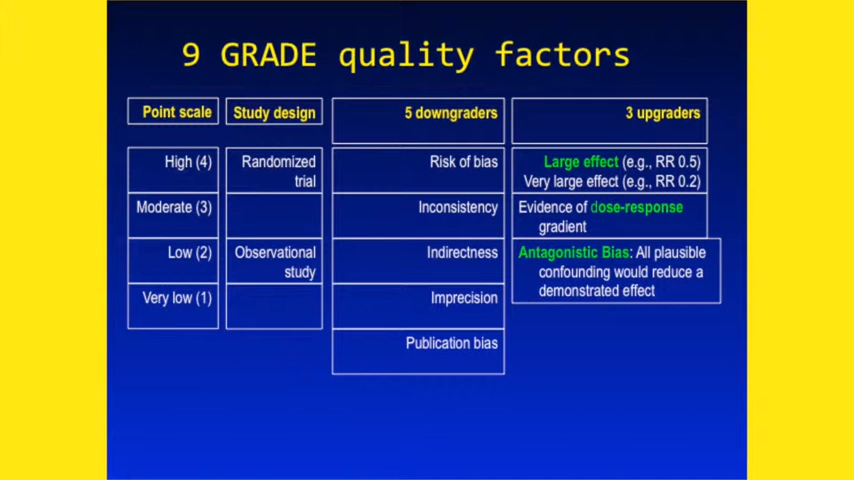 9 GRADE quality factors
Point scale
Study design
5 downgraders
3 upgraders
High (4)
Moderate (3)
Low (2)
Very low (1)
Randomized
trial
Observational
study
Risk of bias
Inconsistency
Indirectness
Imprecision
Publication bias
Large effect (e.g., RR 0.5)
Very large effect (e.g., RR 0.2)
Evidence of dose-response
gradient
Antagonistic Bias: All plausible
confounding would reduce a
demonstrated effect